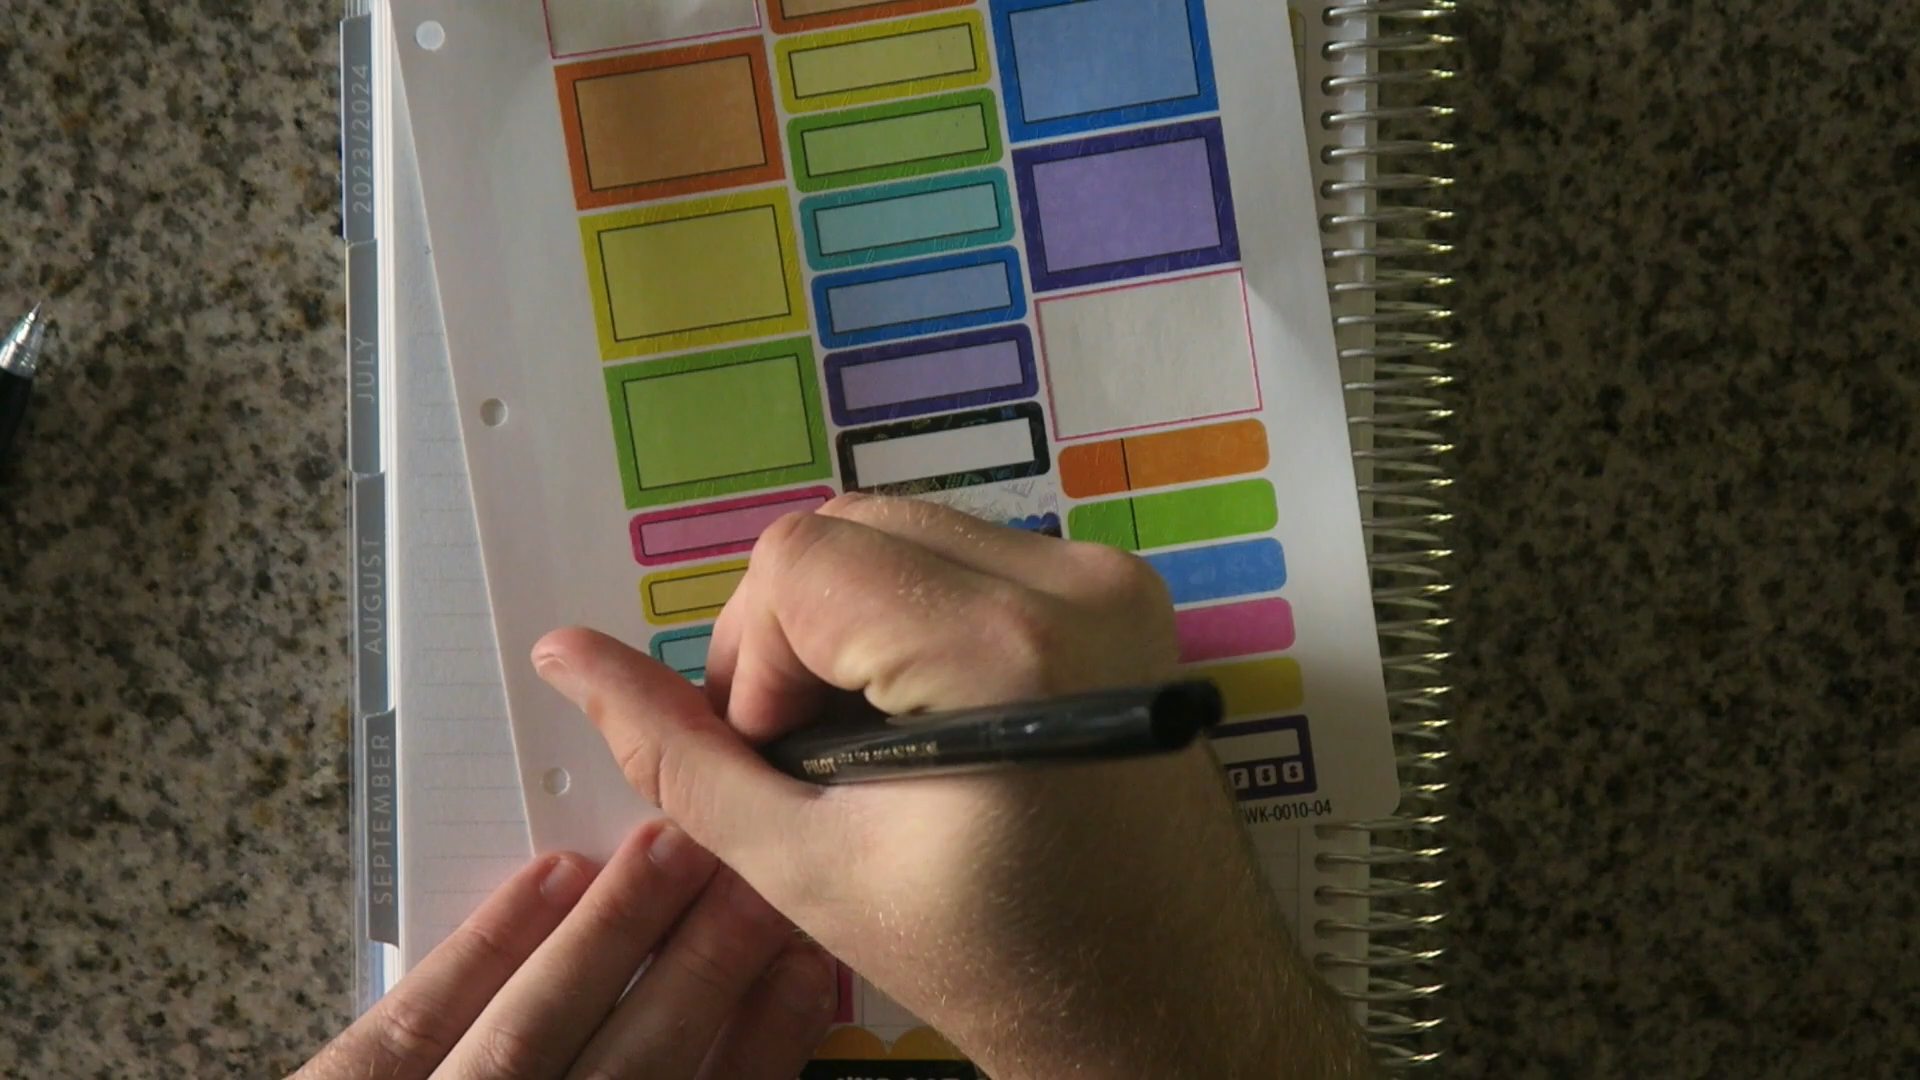 2023/2024
JULY
AUGUST
SEPTEMBER
PILOT
F S S
WK-0010-04